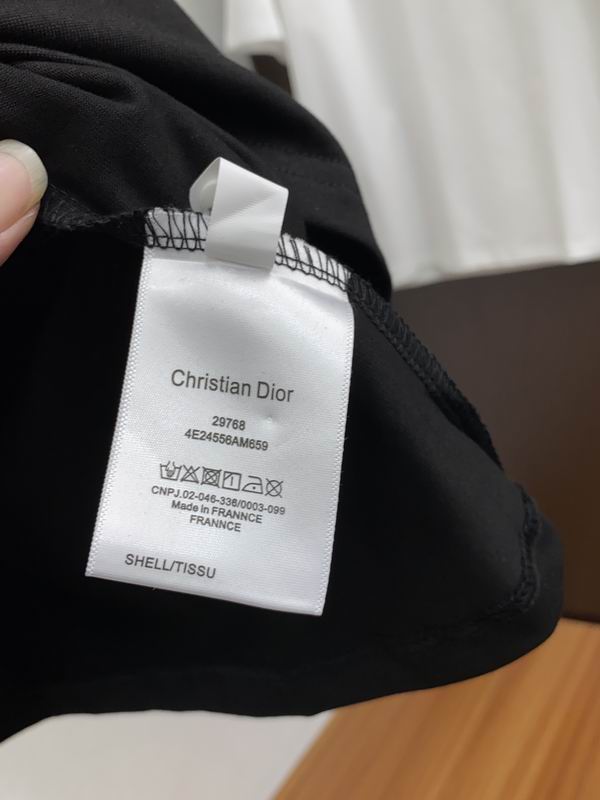 Christian Dior
29768
4E24556AM659
CNPJ.02-046-336/0003-099
Made in FRANNCE
FRANNCE
SHELL/TISSU